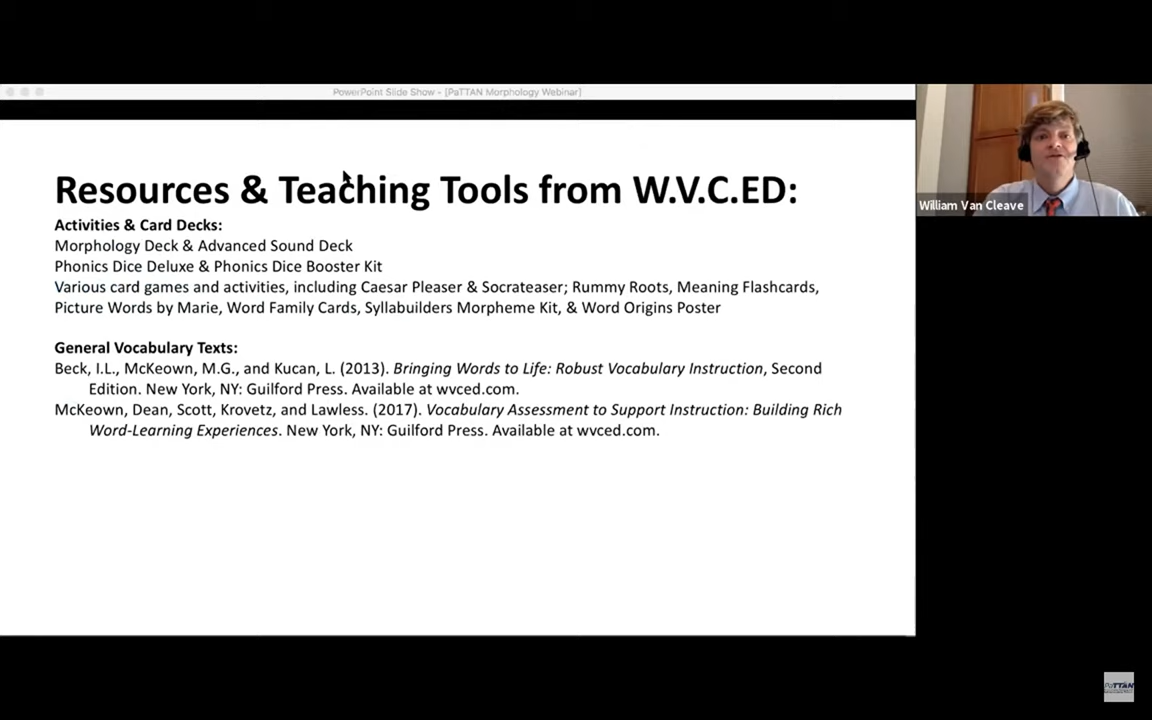 PowerPoint Slide Show - [PaTTAN Morphology Webinar]
Resources & Teaching Tools from W.V.C.ED:
Activities & Card Decks:
Morphology Deck & Advanced Sound Deck
Phonics Dice Deluxe & Phonics Dice Booster Kit
Various card games and activities, including Caesar Pleaser & Socrateaser; Rummy Roots, Meaning Flashcards,
Picture Words by Marie, Word Family Cards, Syllabuilders Morpheme Kit, & Word Origins Poster
General Vocabulary Texts:
Beck, I.L., McKeown, M.G., and Kucan, L. (2013). Bringing Words to Life: Robust Vocabulary Instruction, Second
Edition. New York, NY: Guilford Press. Available at wvced.com.
McKeown, Dean, Scott, Krovetz, and Lawless. (2017). Vocabulary Assessment to Support Instruction: Building Rich
Word-Learning Experiences. New York, NY: Guilford Press. Available at wvced.com.
William Van Cleave
PaTTAN